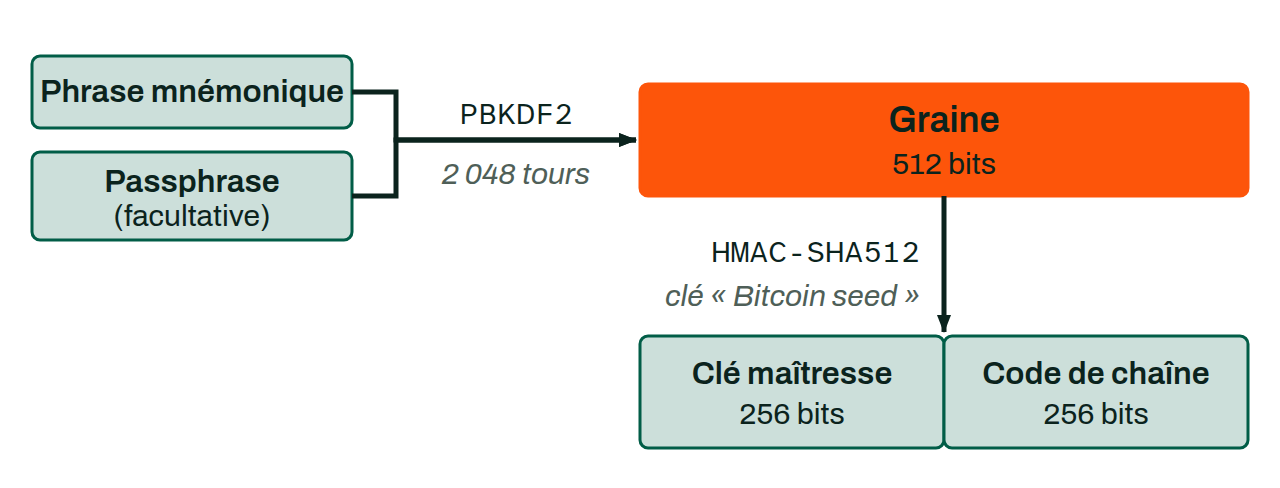 Phrase mnémonique
Passphrase
(facultative)
PBKDF2
2 048 tours
Graine
512 bits
HMAC-SHA512
clé « Bitcoin seed »
Clé maîtresse
256 bits
Code de chaîne
256 bits